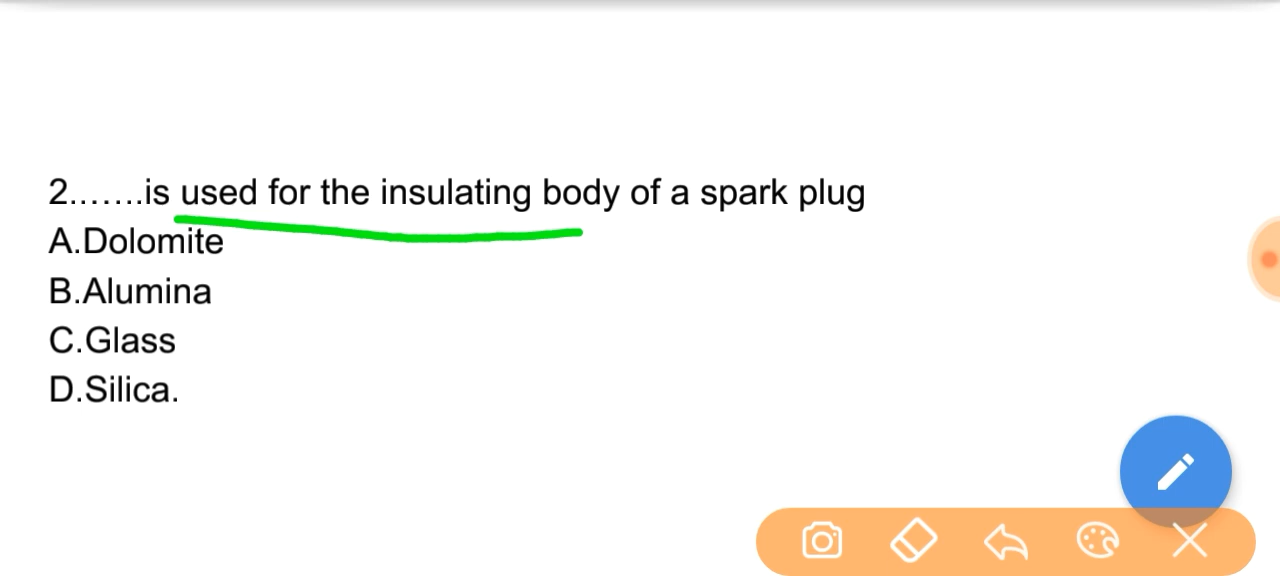 2.……is used for the insulating body of a spark plug
A.Dolomite
B.Alumina
C.Glass
D.Silica.